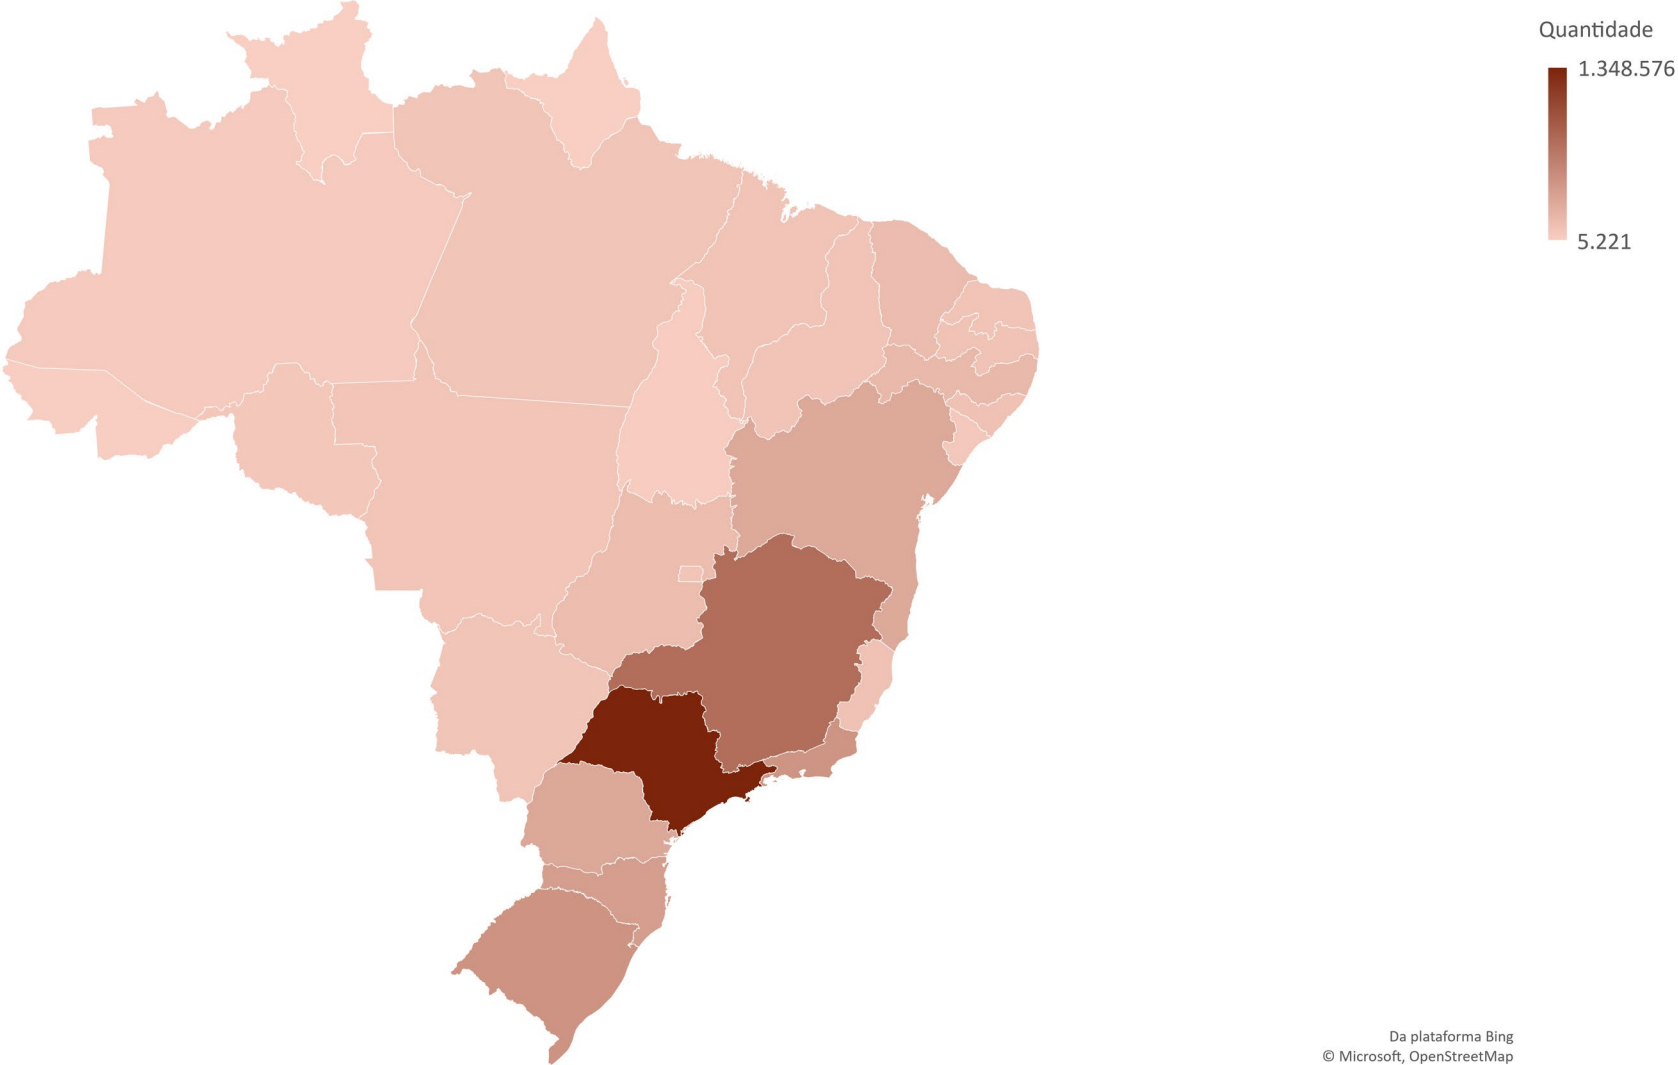 Quantidade
1.348.576
5.221
Da plataforma Bing
© Microsoft, OpenStreetMap